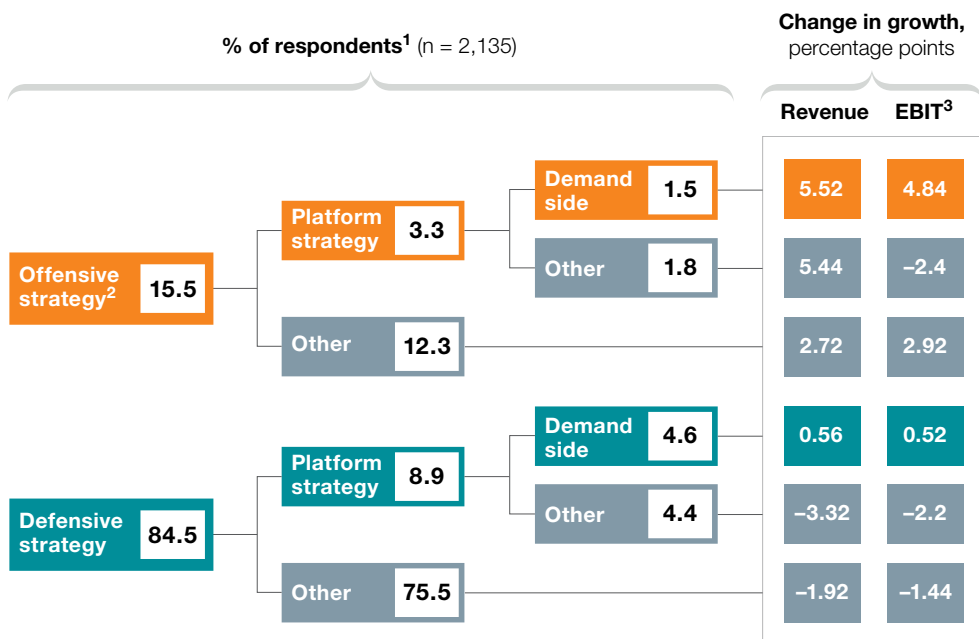 % of respondents¹ (n = 2,135)
Change in growth,
percentage points
Revenue
EBIT³
Demand
side
1.5
5.52
4.84
Platform
strategy
3.3
Other
1.8
5.44
–2.4
Offensive
strategy²
15.5
Other
12.3
2.72
2.92
Demand
side
4.6
0.56
0.52
Platform
strategy
8.9
Other
4.4
–3.32
–2.2
Defensive
strategy
84.5
Other
75.5
–1.92
–1.44